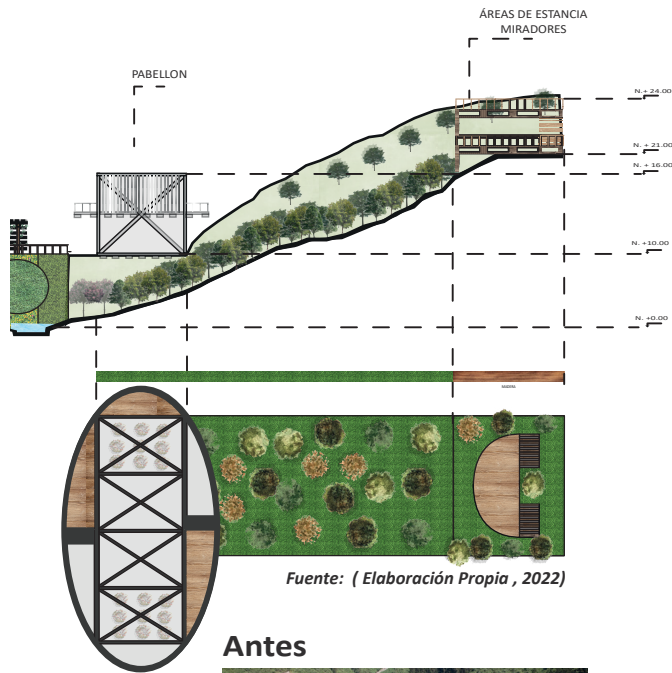 ÁREAS DE ESTANCIA
MIRADORES
PABELLON
N.+ 24.00
N. + 21.00
N. + 16.00
N. +10.00
N. +0.00
MADERA
Fuente: ( Elaboración Propia , 2022)
Antes